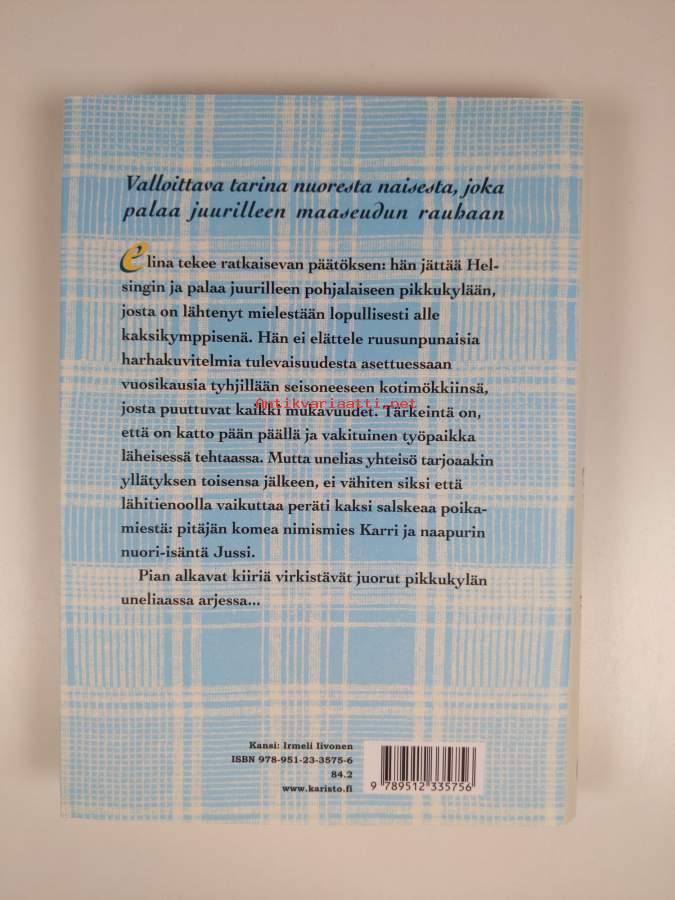 Valloittava tarina nuoresta naisesta, joka
palaa juurilleen maaseudun rauhaan
elina tekee ratkaisevan päätöksen: hän jättää Hel-
singin ja palaa juurilleen pohjalaiseen pikkukylään,
josta on lähtenyt mielestään lopullisesti alle
kaksikymppisenä. Hän ei elättele ruusunpunaisia
harhakuvitelmia tulevaisuudesta asettuessaan
vuosikausia tyhjillään seisoneeseen kotimökkiinsä,
Antikvariaatti.net
josta puuttuvat kaikki mukavuudet. Tärkeintä on,
että on katto pään päällä ja vakituinen työpaikka
läheisessä tehtaassa. Mutta unelias yhteisö tarjoaakin
yllätyksen toisensa jälkeen, ei vähiten siksi että
lähitienoolla vaikuttaa peräti kaksi salskeaa poika-
miestä: pitäjän komea nimismies Karri ja naapurin
nuori-isäntä Jussi.
Pian alkavat kiiriä virkistävät juorut pikkukylän
uneliaassa arjessa...
Kansi: Irmeli Iivonen
ISBN 978-951-23-3575-6
84.2
www.karisto.fi
9 789512 335756